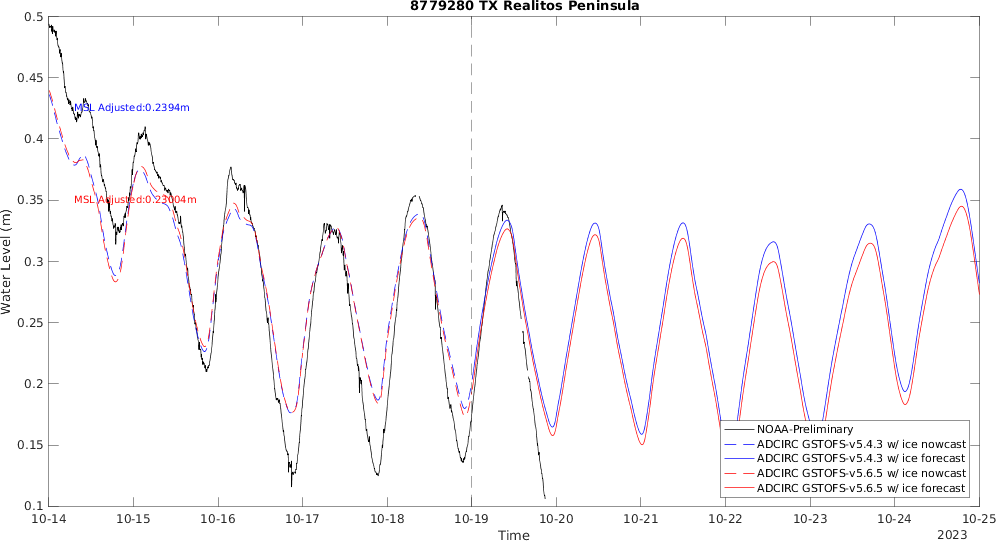 8779280 TX Realitos Peninsula
0.5
0.45
0.4
0.35
0.3
0.25
0.2
0.15
0.1
Water Level (m)
MSL Adjusted:0.2394m
MSL Adjusted:0.23004m
NOAA-Preliminary
ADCIRC GSTOFS-v5.4.3 w/ ice nowcast
ADCIRC GSTOFS-v5.4.3 w/ ice forecast
ADCIRC GSTOFS-v5.6.5 w/ ice nowcast
ADCIRC GSTOFS-v5.6.5 w/ ice forecast
10-14 10-15 10-16 10-17 10-18 10-19 10-20 10-21 10-22 10-23 10-24 10-25
Time
2023